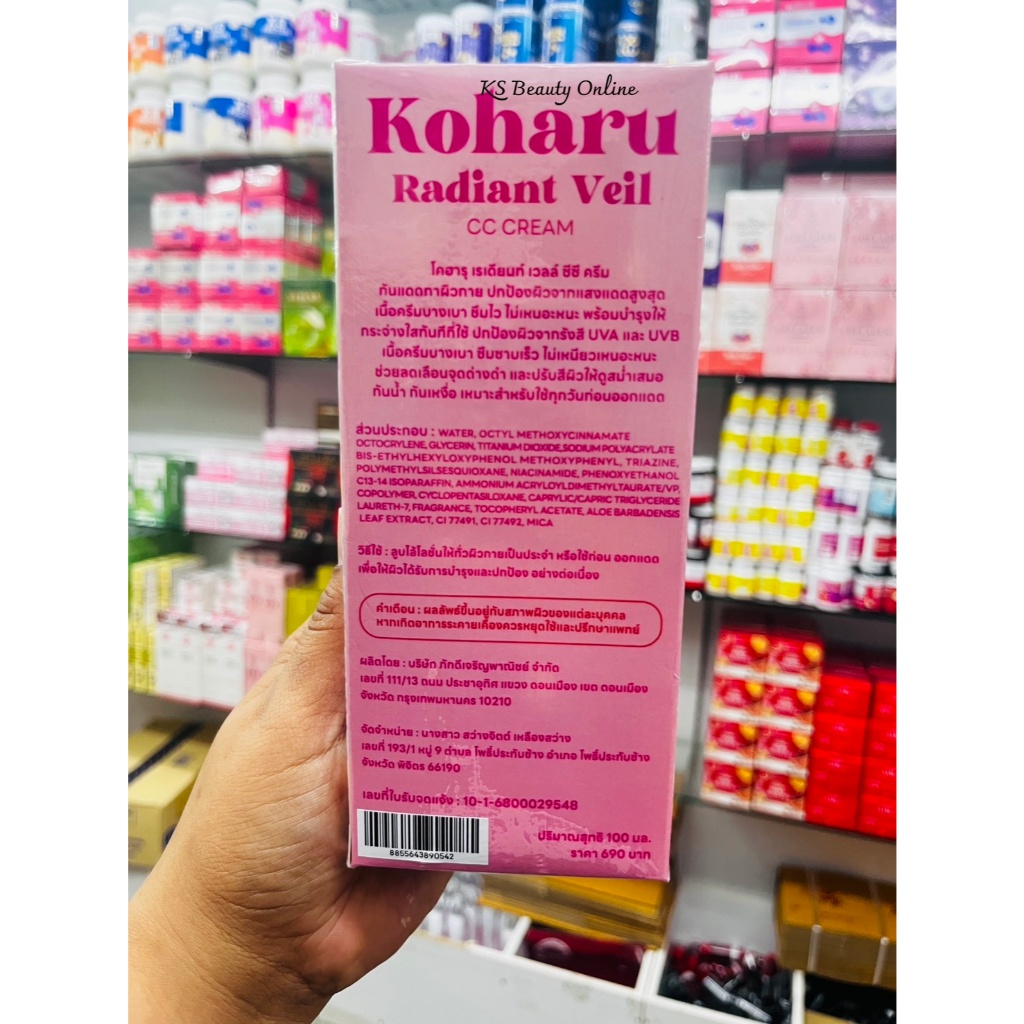 KS Beauty Online
Koharu
Radiant Veil
CC CREAM
โคฮารุ เรเดียนท์ เวลล์ ซีซี ครีม
กันแดดทาผิวกาย ปกป้องผิวจากแสงแดดสูงสุด
เนื้อครีมบางเบา ซึมไว ไม่เหนอะหนะ พร้อมบำรุงให้
กระจ่างใสทันทีที่ใช้ ปกป้องผิวจากรังสี UVA และ UVB
เนื้อครีมบางเบา ซึมซาบเร็ว ไม่เหนียวเหนอะหนะ
ช่วยลดเลือนจุดด่างดำ และปรับสีผิวให้ดูสม่ำเสมอ
กันน้ำ กันเหงื่อ เหมาะสำหรับใช้ทุกวันก่อนออกแดด
ส่วนประกอบ : WATER, OCTYL METHOXYCINNAMATE
OCTOCRYLENE, GLYCERIN, TITANIUM DIOXIDE,SODIUM POLYACRYLATE
BIS-ETHYLHEXYLOXYPHENOL METHOXYPHENYL, TRIAZINE,
POLYMETHYLSILSESQUIOXANE, NIACINAMIDE, PHENOXYETHANOL
C13-14 ISOPARAFFIN, AMMONIUM ACRYLOYLDIMETHYLTAURATE/VP,
COPOLYMER, CYCLOPENTASILOXANE, CAPRYLIC/CAPRIC TRIGLYCERIDE
LAURETH-7, FRAGRANCE, TOCOPHERYL ACETATE, ALOE BARBADENSIS
LEAF EXTRACT, CI 77491, CI 77492, MICA
วิธีใช้ : ลูบไล้โลชั่นให้ทั่วผิวกายเป็นประจำ หรือใช้ก่อน ออกแดด
เพื่อให้ผิวได้รับการบำรุงและปกป้อง อย่างต่อเนื่อง
คำเตือน : ผลลัพธ์ขึ้นอยู่กับสภาพผิวของแต่ละบุคคล
หากเกิดอาการระคายเคืองควรหยุดใช้และปรึกษาแพทย์
ผลิตโดย : บริษัท ภักดีเจริญพาณิชย์ จำกัด
เลขที่ 111/13 ถนน ประชาอุทิศ แขวง ดอนเมือง เขต ดอนเมือง
จังหวัด กรุงเทพมหานคร 10210
จัดจำหน่าย : นางสาว สว่างจิตต์ เหลืองสว่าง
เลขที่ 193/1 หมู่ 9 ตำบล โพธิ์ประทับช้าง อำเภอ โพธิ์ประทับช้าง
จังหวัด พิจิตร 66190
เลขที่ใบรับจดแจ้ง : 10-1-6800029548
8855643890542
ปริมาณสุทธิ 100 มล.
ราคา 690 บาท